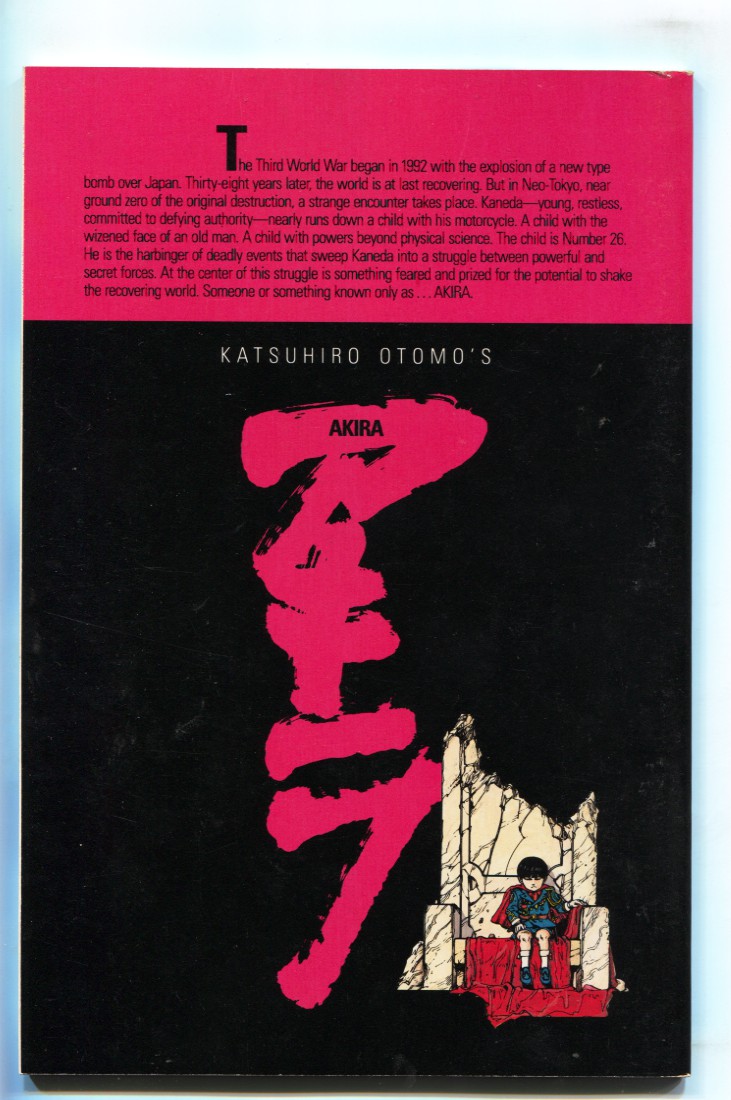 The Third World War began in 1992 with the explosion of a new type
bomb over Japan. Thirty-eight years later, the world is at last recovering. But in Neo-Tokyo, near
ground zero of the original destruction, a strange encounter takes place. Kaneda—young, restless,
committed to defying authority—nearly runs down a child with his motorcycle. A child with the
wizened face of an old man. A child with powers beyond physical science. The child is Number 26.
He is the harbinger of deadly events that sweep Kaneda into a struggle between powerful and
secret forces. At the center of this struggle is something feared and prized for the potential to shake
the recovering world. Someone or something known only as . . . AKIRA.
KATSUHIRO OTOMO'S
AKIRA
アキラ